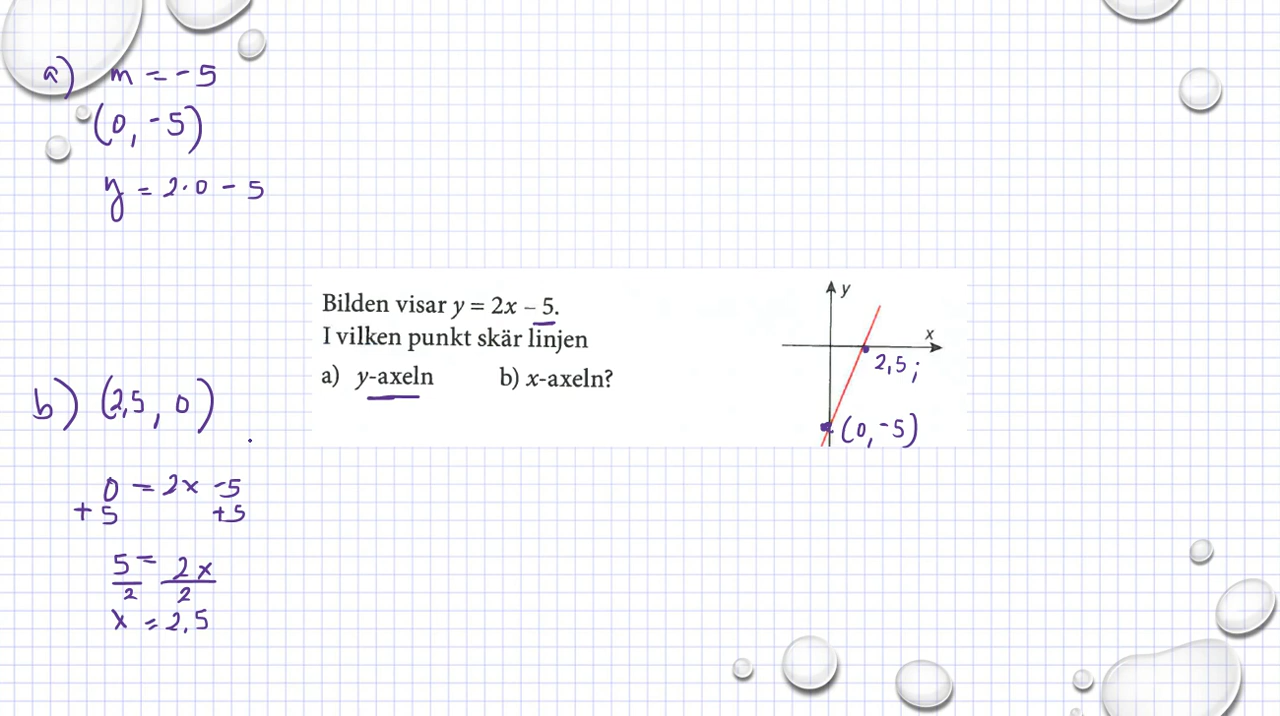 a) m = -5
(0, -5)
y = 2·0 - 5
Bilden visar y = 2x – 5.
I vilken punkt skär linjen
a) y-axeln b) x-axeln?
y
x
2,5 ;
(0, -5)
b) (2,5, 0)
0 = 2x -5
+5 +5
5 = 2x
2 2
x = 2,5